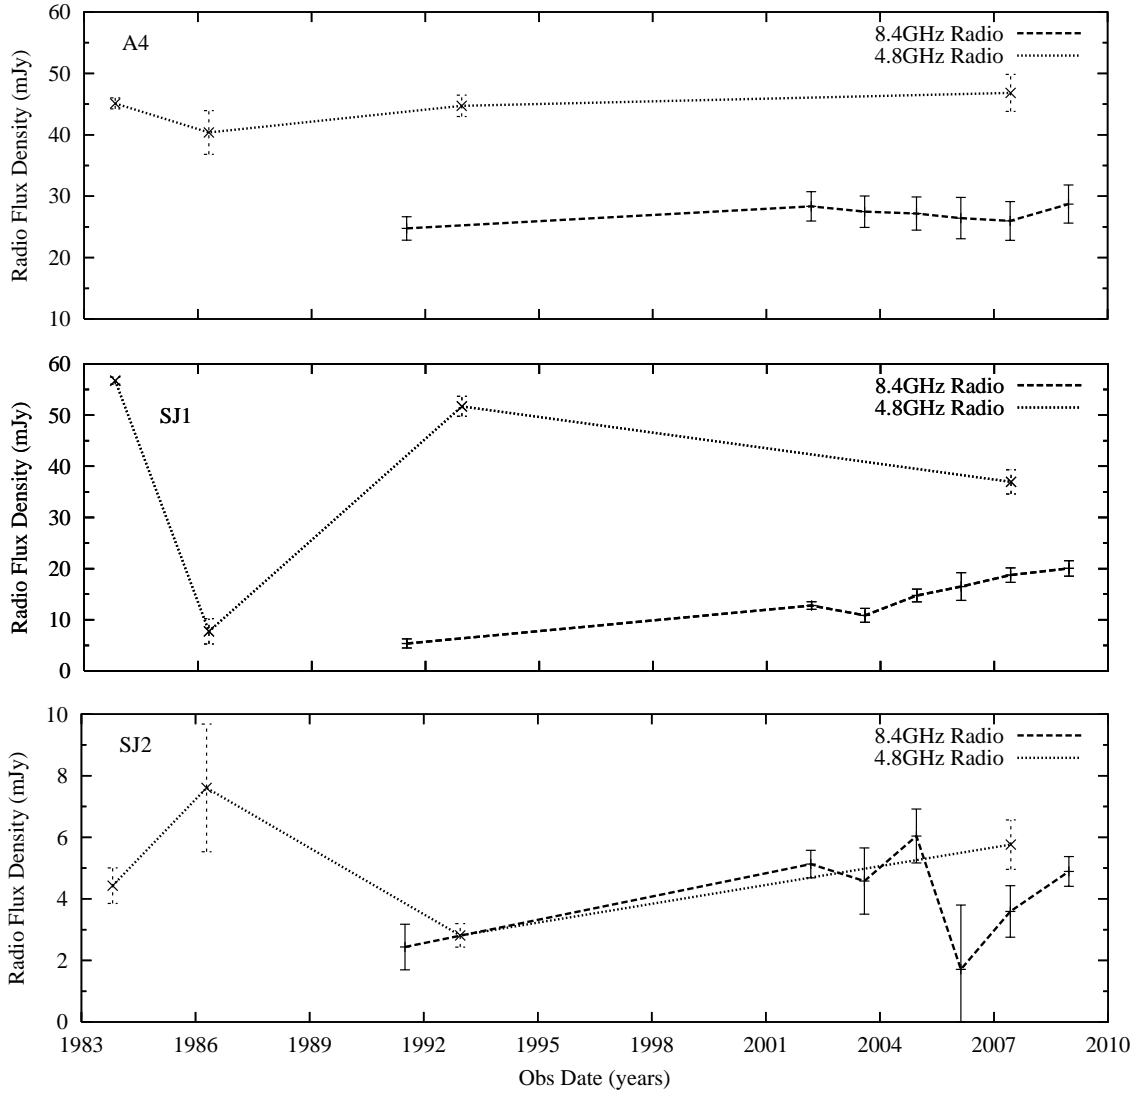 60
50
40
30
20
10
Radio Flux Density (mJy)
A4
8.4GHz Radio
4.8GHz Radio
60
50
40
30
20
10
0
Radio Flux Density (mJy)
SJ1
8.4GHz Radio
4.8GHz Radio
10
8
6
4
2
0
Radio Flux Density (mJy)
SJ2
8.4GHz Radio
4.8GHz Radio
1983 1986 1989 1992 1995 1998 2001 2004 2007 2010
Obs Date (years)